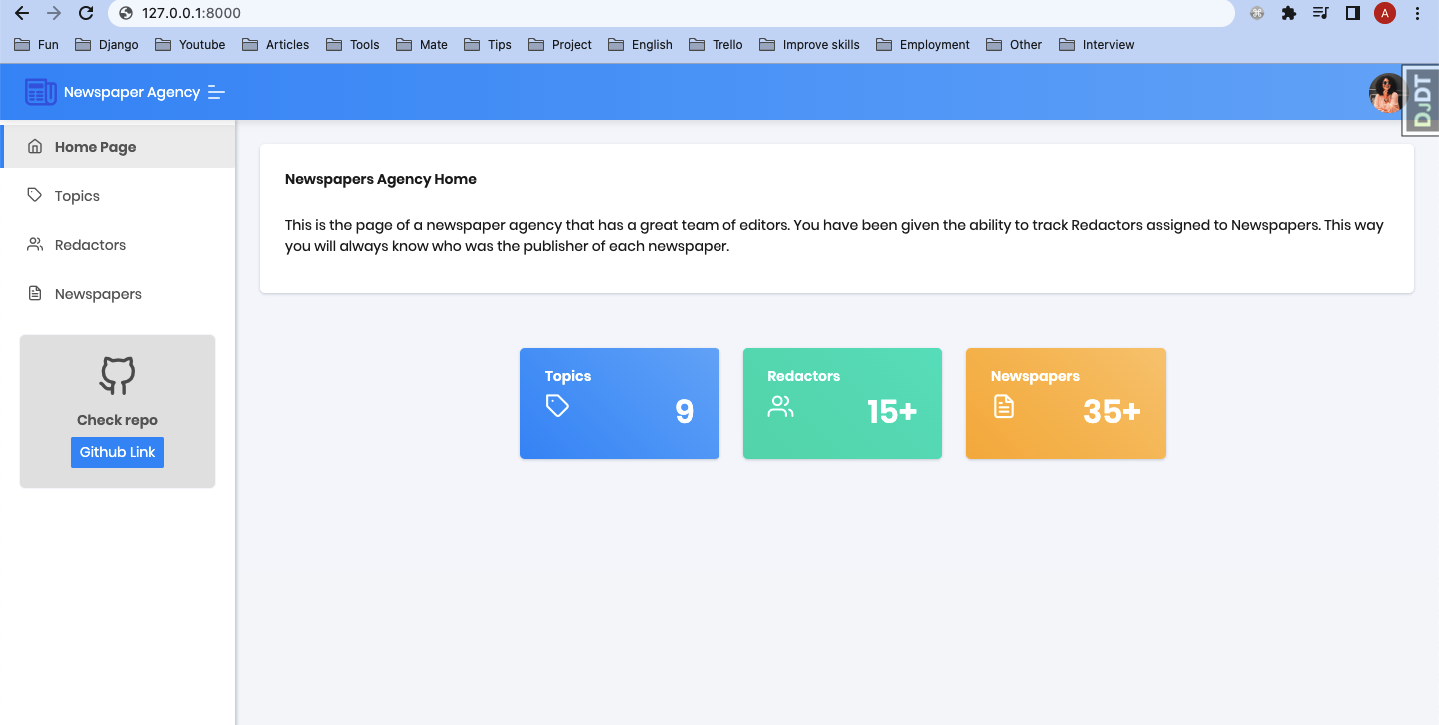 127.0.0.1:8000
A
Fun Django Youtube Articles Tools Mate Tips Project English Trello Improve skills Employment Other Interview
Newspaper Agency
DJDT
Home Page
Topics
Redactors
Newspapers
Check repo
Github Link
Newspapers Agency Home
This is the page of a newspaper agency that has a great team of editors. You have been given the ability to track Redactors assigned to Newspapers. This way
you will always know who was the publisher of each newspaper.
Topics
9
Redactors
15+
Newspapers
35+